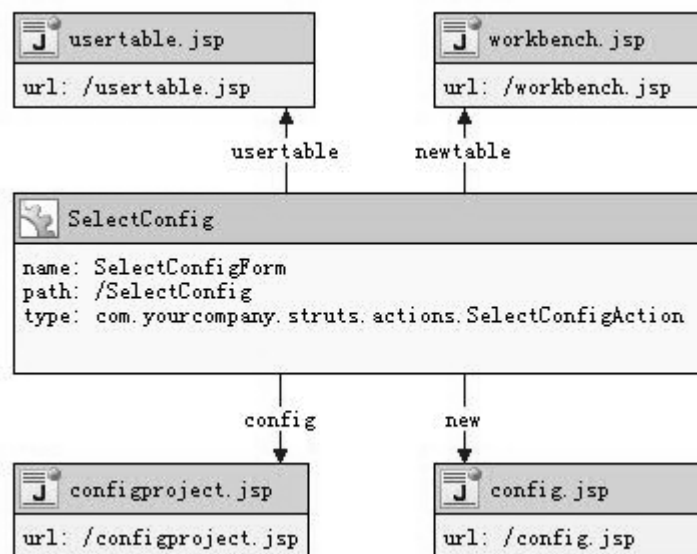 usertable.jsp
workbench.jsp
url: /usertable.jsp
url: /workbench.jsp
usertable
newtable
SelectConfig
name: SelectConfigForm
path: /SelectConfig
type: com.yourcompany.struts.actions.SelectConfigAction
config
new
configproject.jsp
config.jsp
url: /configproject.jsp
url: /config.jsp